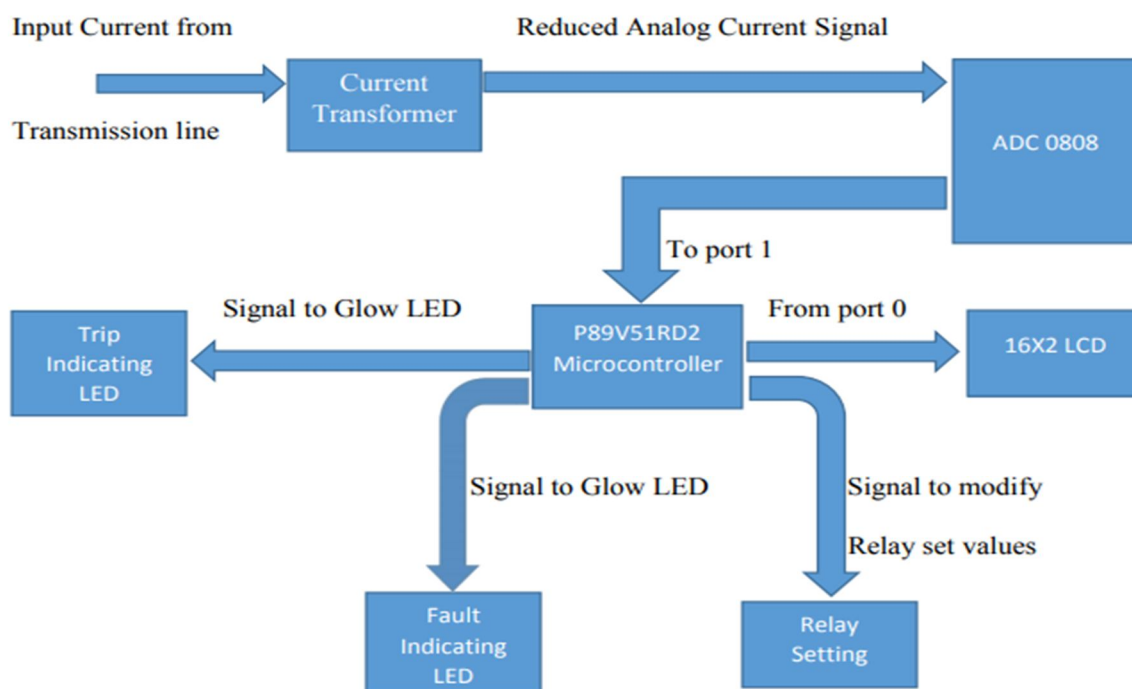 Input Current from
Reduced Analog Current Signal
Current
Transformer
Transmission line
ADC 0808
To port 1
Signal to Glow LED
From port 0
Trip
Indicating
LED
P89V51RD2
Microcontroller
16X2 LCD
Signal to Glow LED
Signal to modify
Relay set values
Fault
Indicating
LED
Relay
Setting